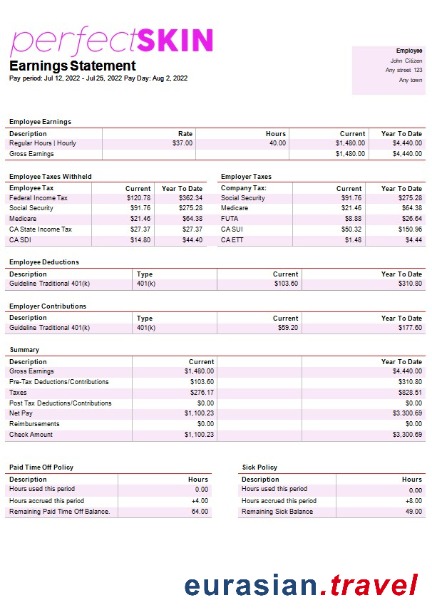 perfectSKIN
Earnings Statement
Pay period: Jul 12, 2022 - Jul 25, 2022 Pay Day: Aug 2, 2022
Employee
John Citizen
Any street 123
Any town
Employee Earnings
Description Rate Hours Current Year To Date
Regular Hours | Hourly $37.00 40.00 $1,480.00 $4,440.00
Gross Earnings $1,480.00 $4,440.00
Employee Taxes Withheld Employer Taxes
Employee Tax Current Year To Date Company Tax: Current Year To Date
Federal Income Tax $120.78 $362.34 Social Security $91.76 $275.28
Social Security $91.76 $275.28 Medicare $21.46 $64.38
Medicare $21.46 $64.38 FUTA $8.88 $26.64
CA State Income Tax $27.37 $27.37 CA SUI $50.32 $150.96
CA SDI $14.80 $44.40 CA ETT $1.48 $4.44
Employee Deductions
Description Type Current Year To Date
Guideline Traditional 401(k) 401(k) $103.60 $310.80
Employer Contributions
Description Type Current Year To Date
Guideline Traditional 401(k) 401(k) $59.20 $177.60
Summary
Description Current Year To Date
Gross Earnings $1,480.00 $4,440.00
Pre-Tax Deductions/Contributions $103.60 $310.80
Taxes $276.17 $828.51
Post Tax Deductions/Contributions $0.00 $0.00
Net Pay $1,100.23 $3.300.69
Reimbursements $0.00 $0.00
Check Amount $1,100.23 $3,300.69
Paid Time Off Policy Sick Policy
Description Hours Description Hours
Hours used this period 0.00 Hours used this period 0.00
Hours accrued this period +4.00 Hours accrued this period +8.00
Remaining Paid Time Off Balance. 64.00 Remaining Sick Balance 49.00
eurasian.travel